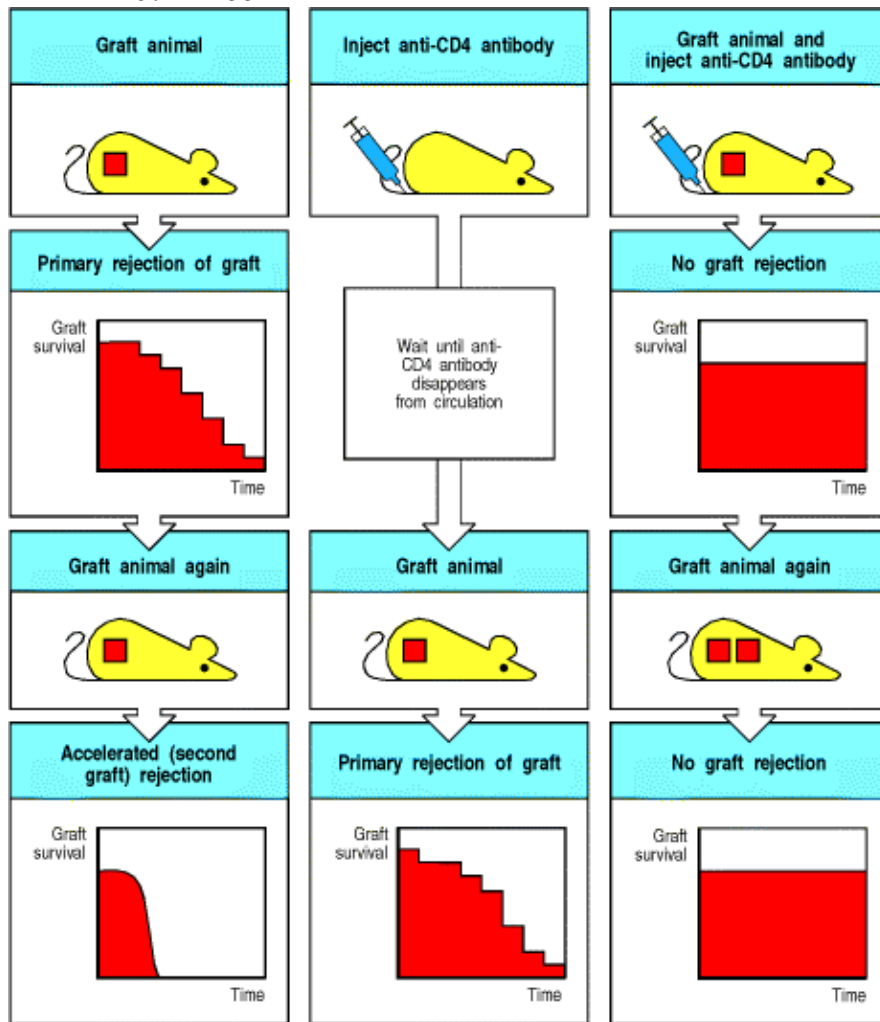 Graft animal
Inject anti-CD4 antibody
Graft animal and
inject anti-CD4 antibody
Primary rejection of graft
Graft
survival
Time
Wait until anti-
CD4 antibody
disappears
from circulation
No graft rejection
Graft
survival
Time
Graft animal again
Graft animal
Graft animal again
Accelerated (second
graft) rejection
Graft
survival
Time
Primary rejection of graft
Graft
survival
Time
No graft rejection
Graft
survival
Time